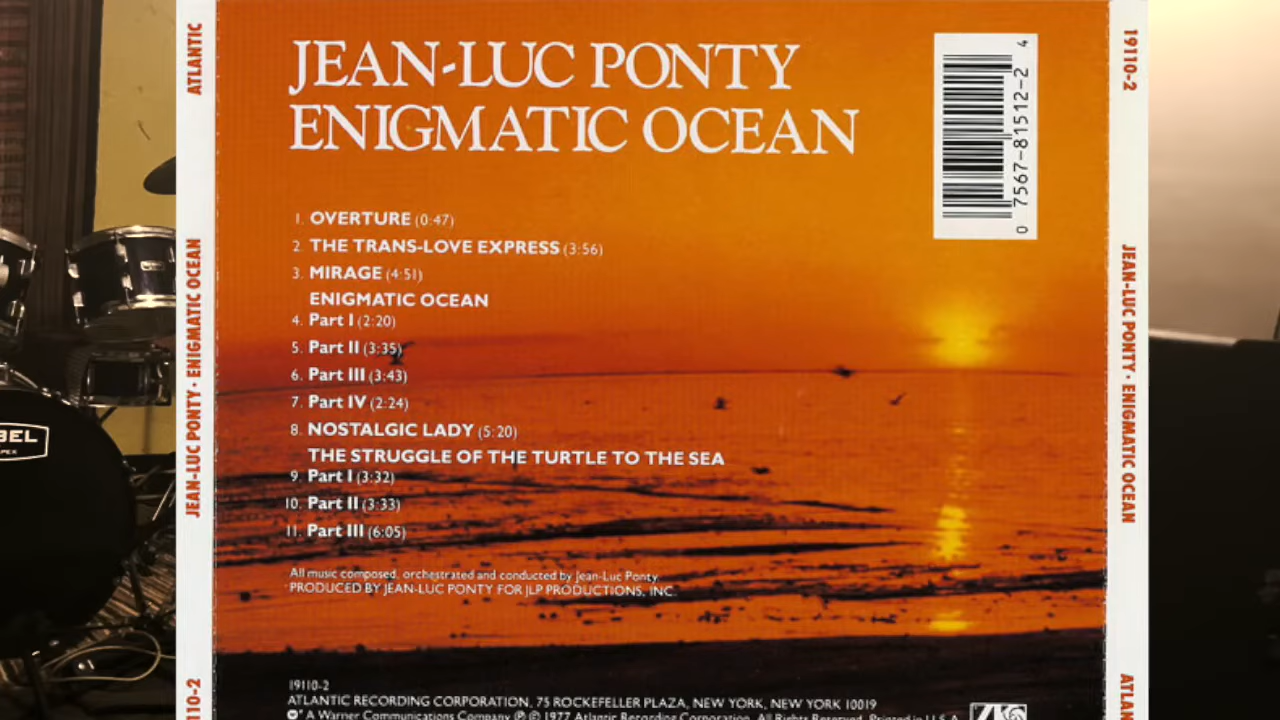 JEAN-LUC PONTY
ENIGMATIC OCEAN
1. OVERTURE (0:47)
2. THE TRANS-LOVE EXPRESS (3:56)
3. MIRAGE (4:51)
ENIGMATIC OCEAN
4. Part I (2:20)
5. Part II (3:35)
6. Part III (3:43)
7. Part IV (2:24)
8. NOSTALGIC LADY (5:20)
THE STRUGGLE OF THE TURTLE TO THE SEA
9. Part I (3:32)
10. Part II (3:33)
11. Part III (6:05)
All music composed, orchestrated and conducted by Jean-Luc Ponty.
PRODUCED BY JEAN-LUC PONTY FOR JLP PRODUCTIONS, INC.
19110-2
ATLANTIC RECORDING CORPORATION, 75 ROCKEFELLER PLAZA, NEW YORK, NEW YORK 10019
A Warner Communications Company ℗ © 1977 Atlantic Recording Corporation. All Rights Reserved. Printed in U.S.A.
0 7567-81512-2 4
ATLANTIC
JEAN-LUC PONTY · ENIGMATIC OCEAN
110-2
19110-2
JEAN-LUC PONTY · ENIGMATIC OCEAN
ATLAN
BEL